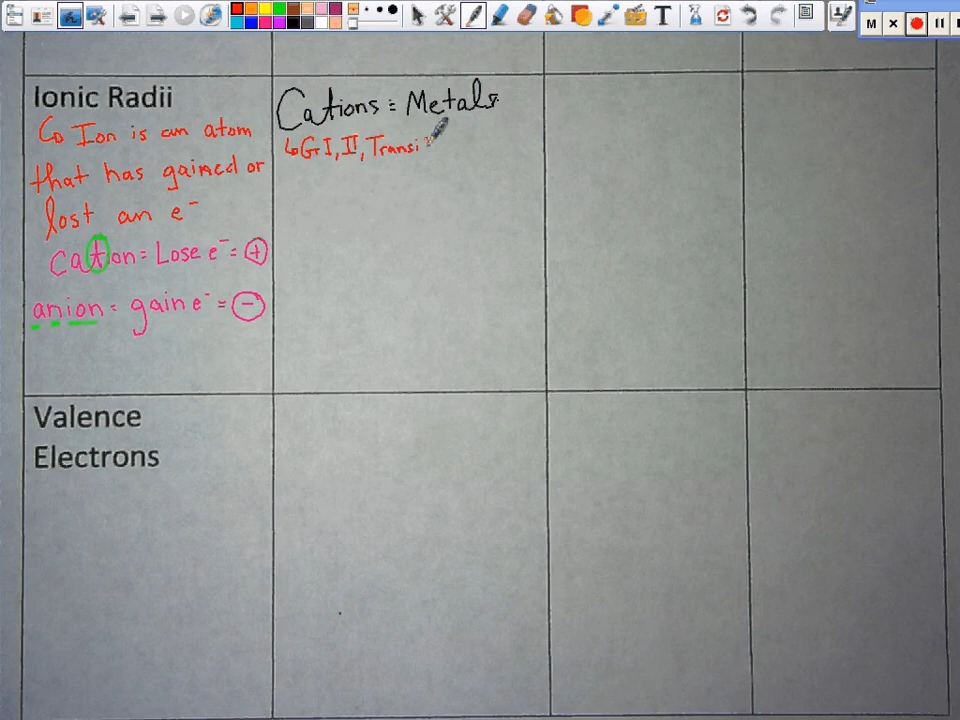 Ionic Radii
↳ Ion is an atom
that has gained or
lost an e⁻
Cation = Lose e⁻ = +
anion = gain e⁻ = −
Cations = Metals
↳ Gr I, II, Transi
Valence
Electrons
T
M